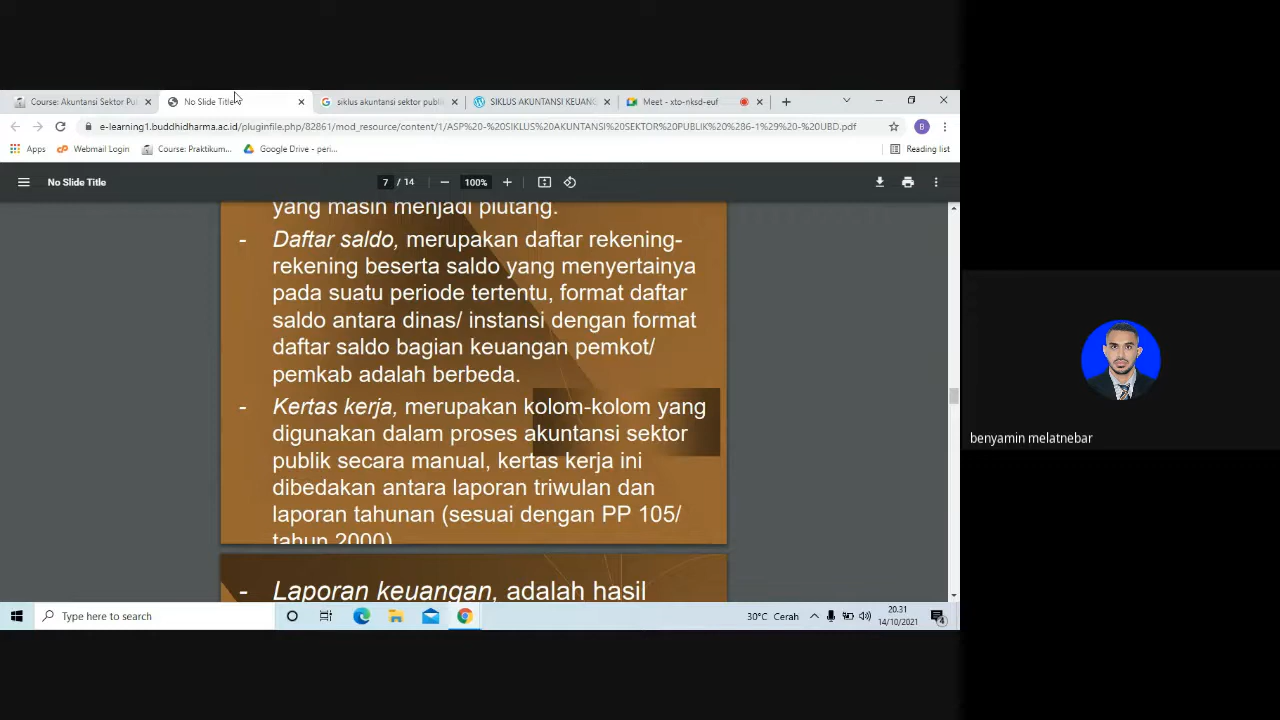 Course: Akuntansi Sektor Pu
No Slide Title
siklus akuntansi sektor publi
SIKLUS AKUNTANSI KEUANG
Meet - xto-nksd-euf
e-learning1.buddhidharma.ac.id/pluginfile.php/82861/mod_resource/content/1/ASP%20-%20SIKLUS%20AKUNTANSI%20SEKTOR%20PUBLIK%20%286-1%29%20-%20UBD.pdf
B
Apps
Webmail Login
Course: Praktikum...
Google Drive - peri...
Reading list
No Slide Title
7 / 14
100%
yang masih menjadi piutang.
- Daftar saldo, merupakan daftar rekening-
rekening beserta saldo yang menyertainya
pada suatu periode tertentu, format daftar
saldo antara dinas/ instansi dengan format
daftar saldo bagian keuangan pemkot/
pemkab adalah berbeda.
- Kertas kerja, merupakan kolom-kolom yang
digunakan dalam proses akuntansi sektor
publik secara manual, kertas kerja ini
dibedakan antara laporan triwulan dan
laporan tahunan (sesuai dengan PP 105/
tahun 2000)
- Laporan keuangan, adalah hasil
benyamin melatnebar
Type here to search
30°C Cerah
20.31
14/10/2021
4